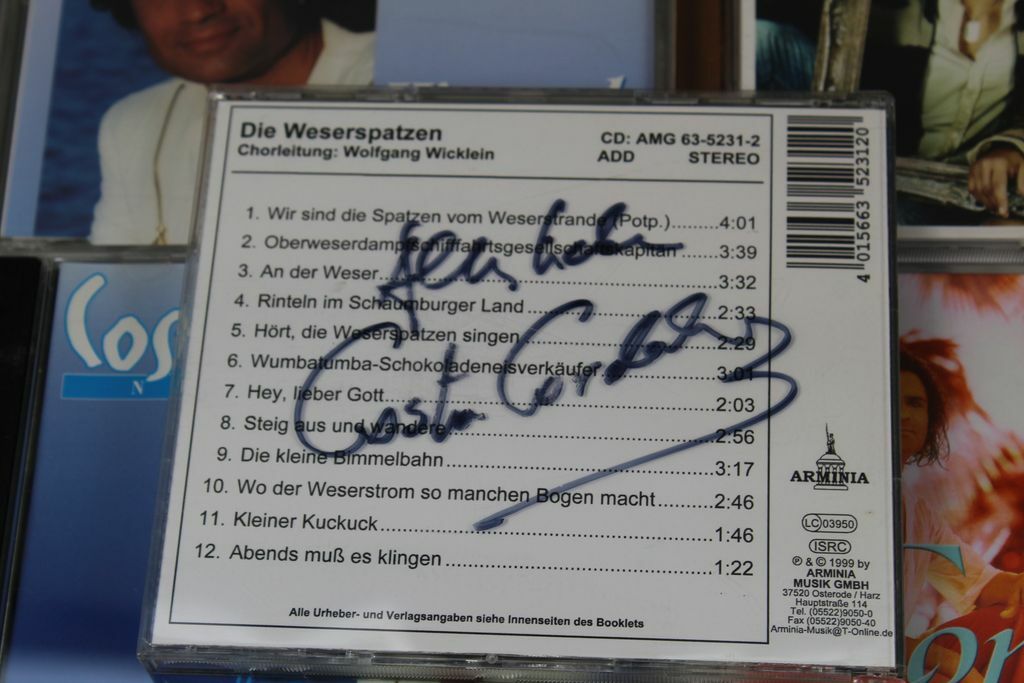 Die Weserspatzen
Chorleitung: Wolfgang Wicklein
CD: AMG 63-5231-2
ADD STEREO
1. Wir sind die Spatzen vom Weserstrande (Potp.)........4:01
2. Oberweserdampfschifffahrtsgesellschaftskapitän........3:39
3. An der Weser........3:32
4. Rinteln im Schaumburger Land........2:33
5. Hört, die Weserspatzen singen........2:29
6. Wumbatumba-Schokoladeneisverkäufer........3:01
7. Hey, lieber Gott........2:03
8. Steig aus und wandere........2:56
9. Die kleine Bimmelbahn........3:17
10. Wo der Weserstrom so manchen Bogen macht........2:46
11. Kleiner Kuckuck........1:46
12. Abends muß es klingen........1:22
Alle Urheber- und Verlagsangaben siehe Innenseiten des Booklets
Costa Cordalis
4 015663 523120
ARMINIA
LC 03950
ISRC
℗ & © 1999 by
ARMINIA
MUSIK GMBH
37520 Osterode / Harz
Hauptstraße 114
Tel. (05522)9050-0
Fax (05522)9050-40
Arminia-Musik@T-Online.de
Cos
N
or